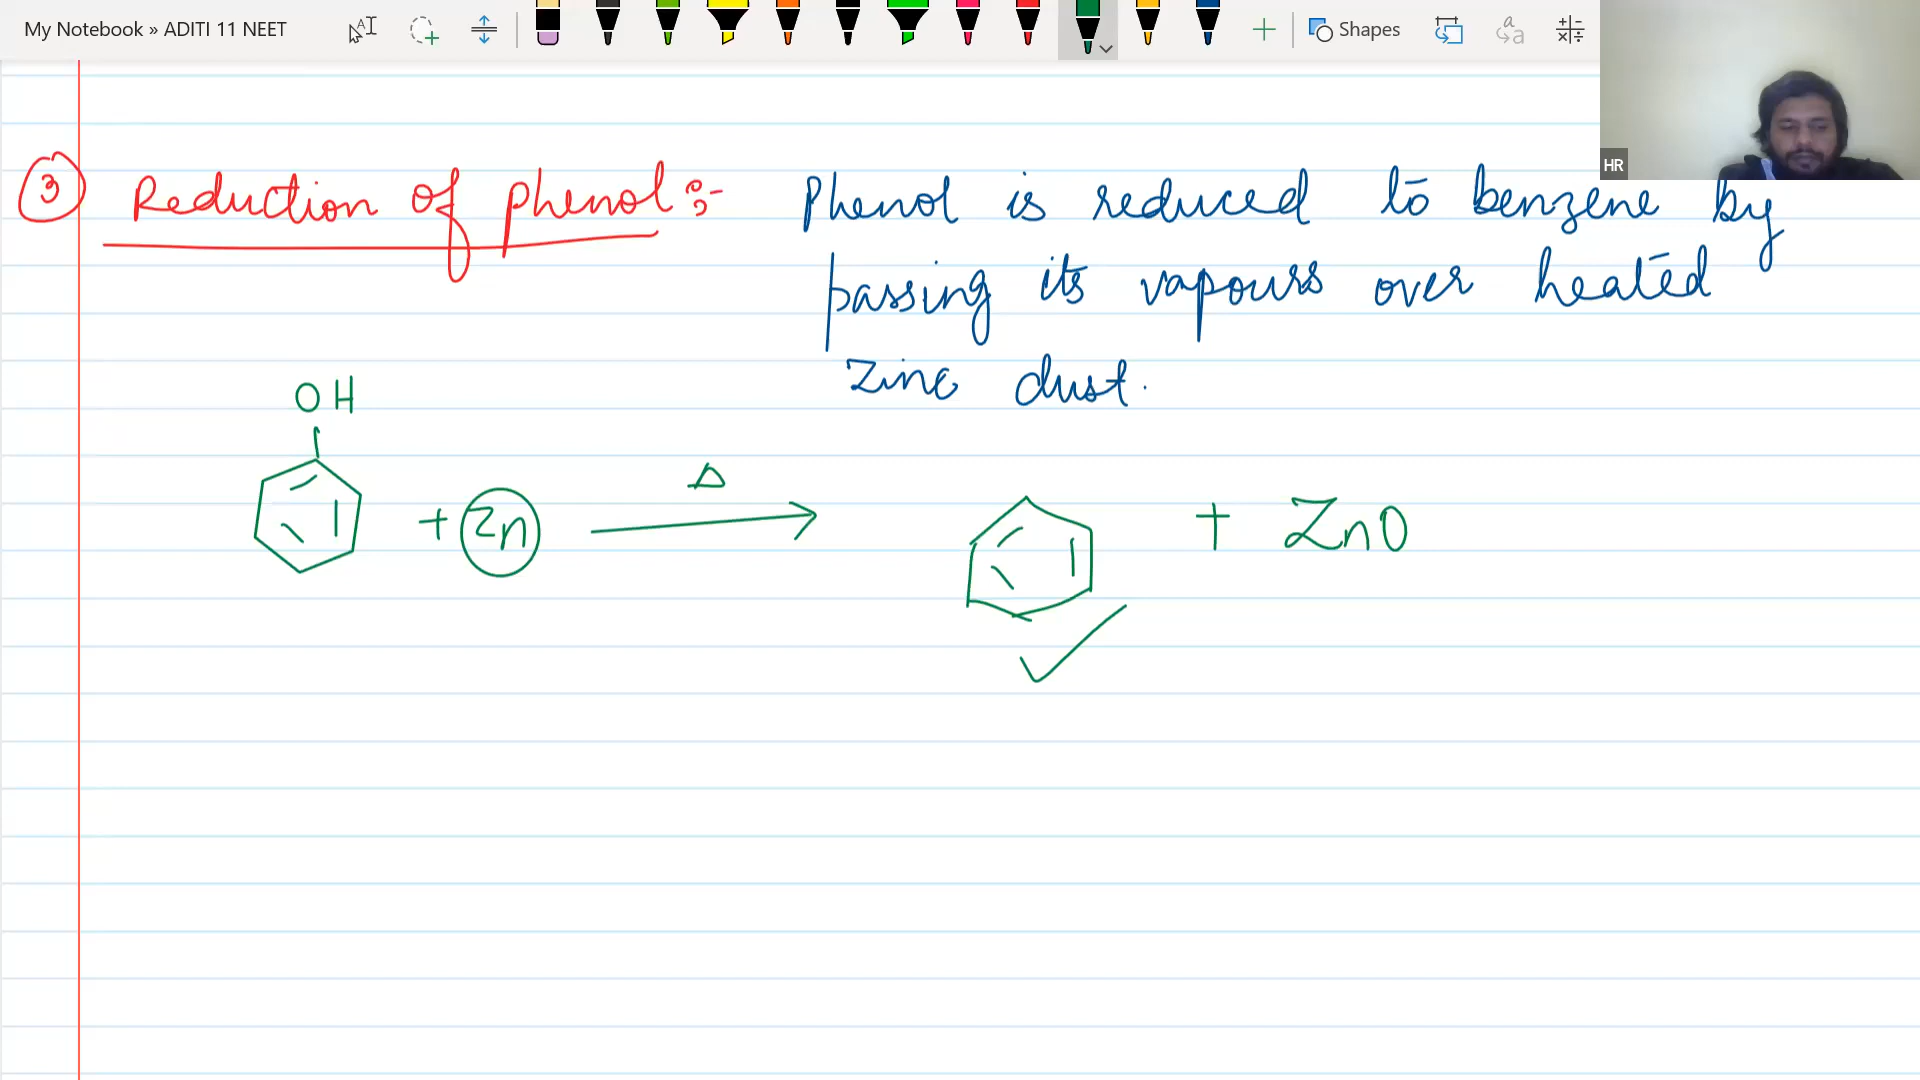 My Notebook » ADITI 11 NEET
Shapes
HR
③ Reduction of phenol :- Phenol is reduced to benzene by
passing its vapours over heated
Zinc dust.
OH
+ Zn Δ → + ZnO